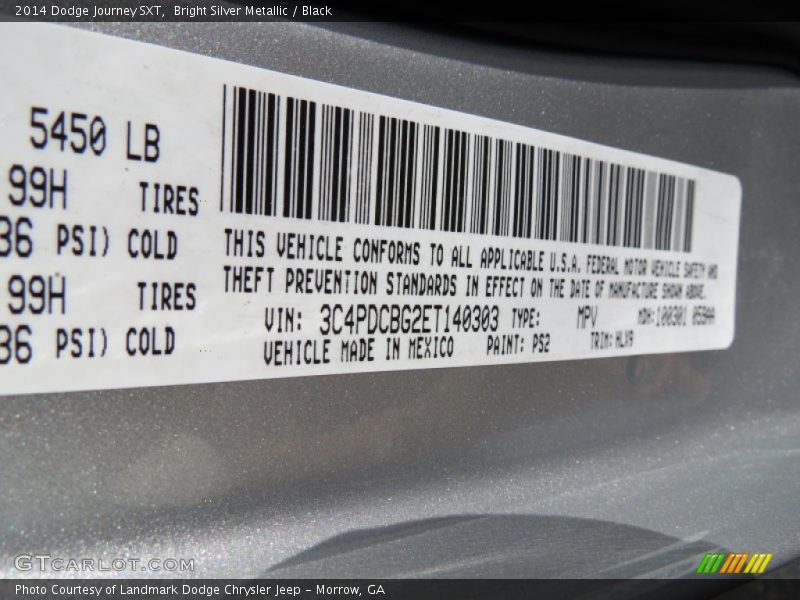 2014 Dodge Journey SXT,  Bright Silver Metallic / Black
5450 LB
99H TIRES
36 PSI) COLD
99H TIRES
36 PSI) COLD
THIS VEHICLE CONFORMS TO ALL APPLICABLE U.S.A. FEDERAL MOTOR VEHICLE SAFETY AND
THEFT PREVENTION STANDARDS IN EFFECT ON THE DATE OF MANUFACTURE SHOWN ABOVE.
VIN: 3C4PDCBG2ET140303 TYPE: MPV MDH:
VEHICLE MADE IN MEXICO PAINT: PS2 TRIM: HLX9
GTCARLOT.COM
Photo Courtesy of Landmark Dodge Chrysler Jeep - Morrow, GA